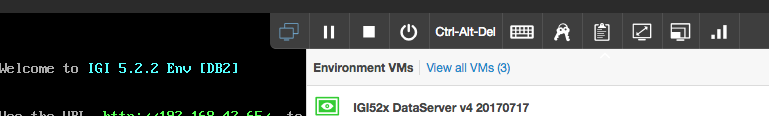 Ctrl-Alt-Del
Welcome to IGI 5.2.2 Env [DB2]
Environment VMs View all VMs (3)
IGI52x DataServer v4 20170717